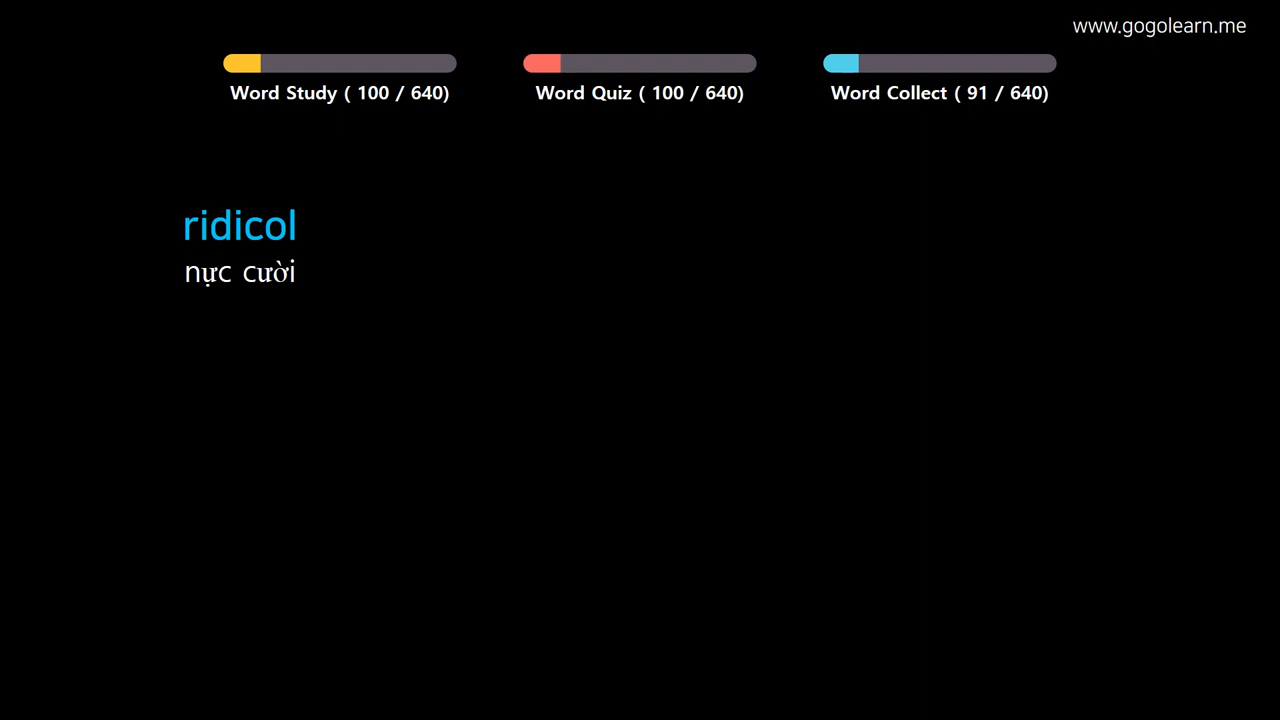 www.gogolearn.me
Word Study ( 100 / 640)
Word Quiz ( 100 / 640)
Word Collect ( 91 / 640)
ridicol
nực cười